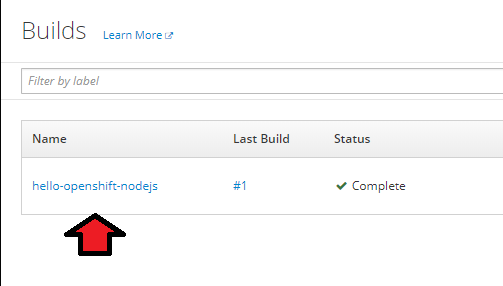 Builds Learn More
Filter by label
Name Last Build Status
hello-openshift-nodejs #1 Complete